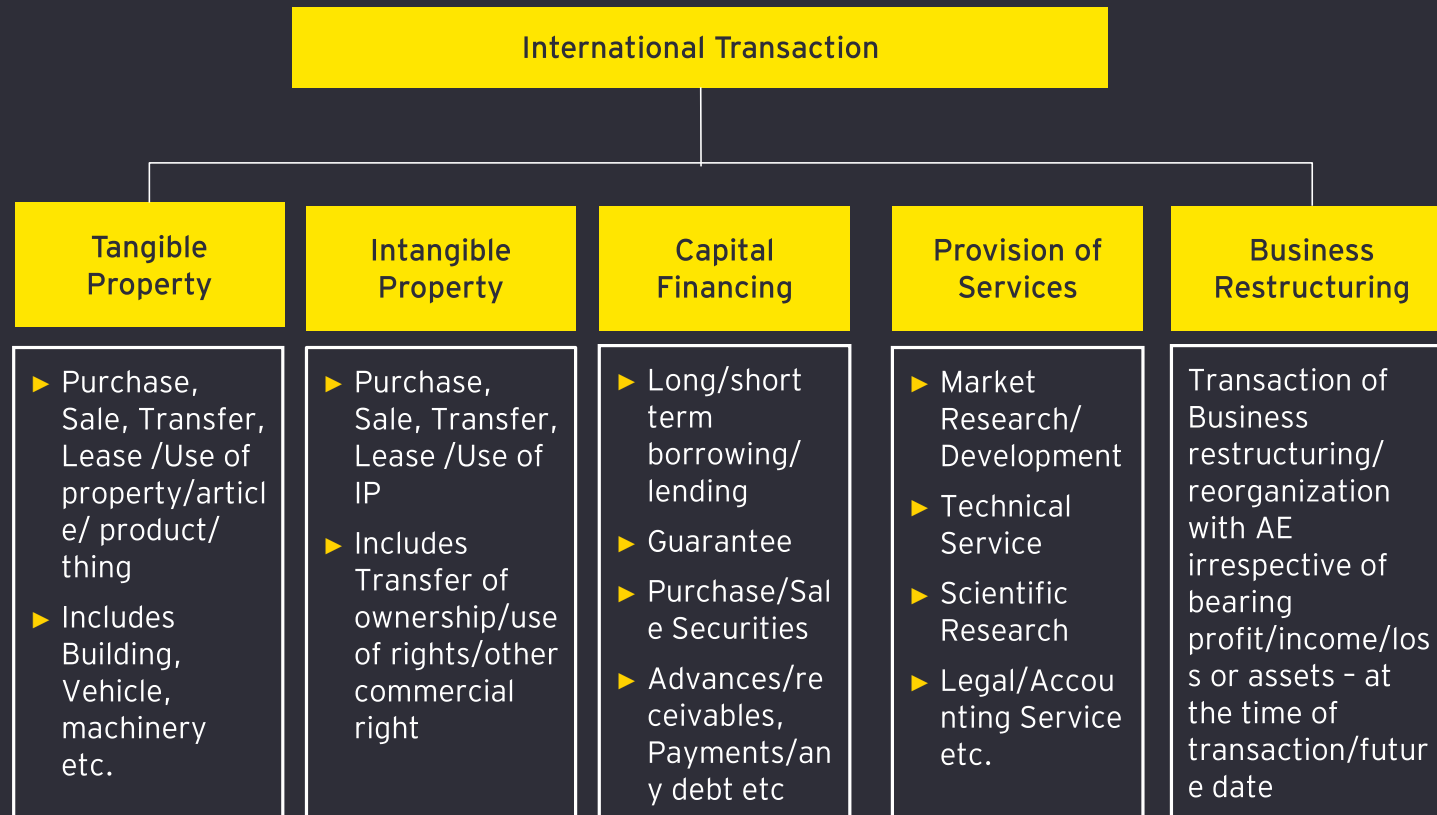 International Transaction
Tangible
Property
Intangible
Property
Capital
Financing
Provision of
Services
Business
Restructuring
► Purchase,
Sale, Transfer,
Lease /Use of
property/articl
e/ product/
thing
► Includes
Building,
Vehicle,
machinery
etc.
► Purchase,
Sale, Transfer,
Lease /Use of
IP
► Includes
Transfer of
ownership/use
of rights/other
commercial
right
► Long/short
term
borrowing/
lending
► Guarantee
► Purchase/Sal
e Securities
► Advances/re
ceivables,
Payments/an
y debt etc
► Market
Research/
Development
► Technical
Service
► Scientific
Research
► Legal/Accou
nting Service
etc.
Transaction of
Business
restructuring/
reorganization
with AE
irrespective of
bearing
profit/income/los
s or assets – at
the time of
transaction/futur
e date